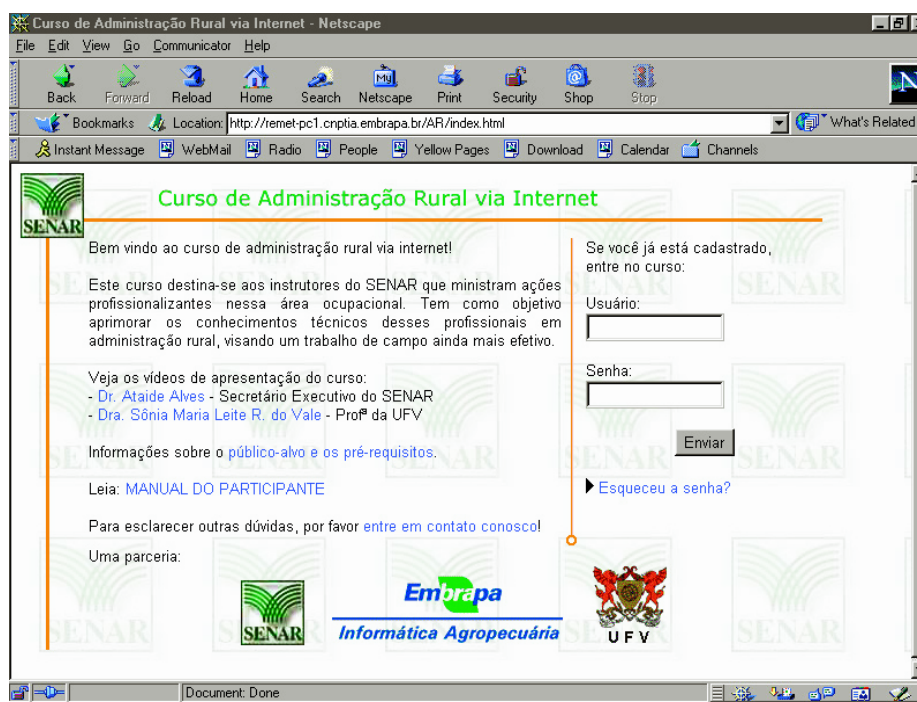 Curso de Administração Rural via Internet - Netscape
File Edit View Go Communicator Help
Back Forward Reload Home Search Netscape Print Security Shop Stop
Bookmarks Location: http://remet-pc1.cnptia.embrapa.br/AR/index.html What's Related
Instant Message WebMail Radio People Yellow Pages Download Calendar Channels
SENAR
Curso de Administração Rural via Internet
Bem vindo ao curso de administração rural via internet!
Este curso destina-se aos instrutores do SENAR que ministram ações
profissionalizantes nessa área ocupacional. Tem como objetivo
aprimorar os conhecimentos técnicos desses profissionais em
administração rural, visando um trabalho de campo ainda mais efetivo.
Veja os vídeos de apresentação do curso:
- Dr. Ataide Alves - Secretário Executivo do SENAR
- Dra. Sônia Maria Leite R. do Vale - Profª da UFV
Informações sobre o público-alvo e os pré-requisitos.
Leia: MANUAL DO PARTICIPANTE
Para esclarecer outras dúvidas, por favor entre em contato conosco!
Se você já está cadastrado,
entre no curso:
Usuário:
Senha:
Enviar
Esqueceu a senha?
Uma parceria:
SENAR
Embrapa
Informática Agropecuária
UFV
Document: Done